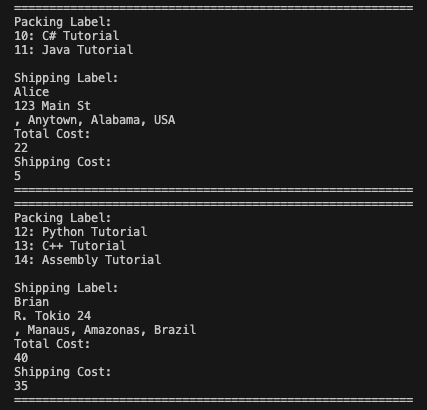 =========================================================
Packing Label:
10: C# Tutorial
11: Java Tutorial

Shipping Label:
Alice
123 Main St
, Anytown, Alabama, USA
Total Cost:
22
Shipping Cost:
5
=========================================================
=========================================================
Packing Label:
12: Python Tutorial
13: C++ Tutorial
14: Assembly Tutorial

Shipping Label:
Brian
R. Tokio 24
, Manaus, Amazonas, Brazil
Total Cost:
40
Shipping Cost:
35
=========================================================